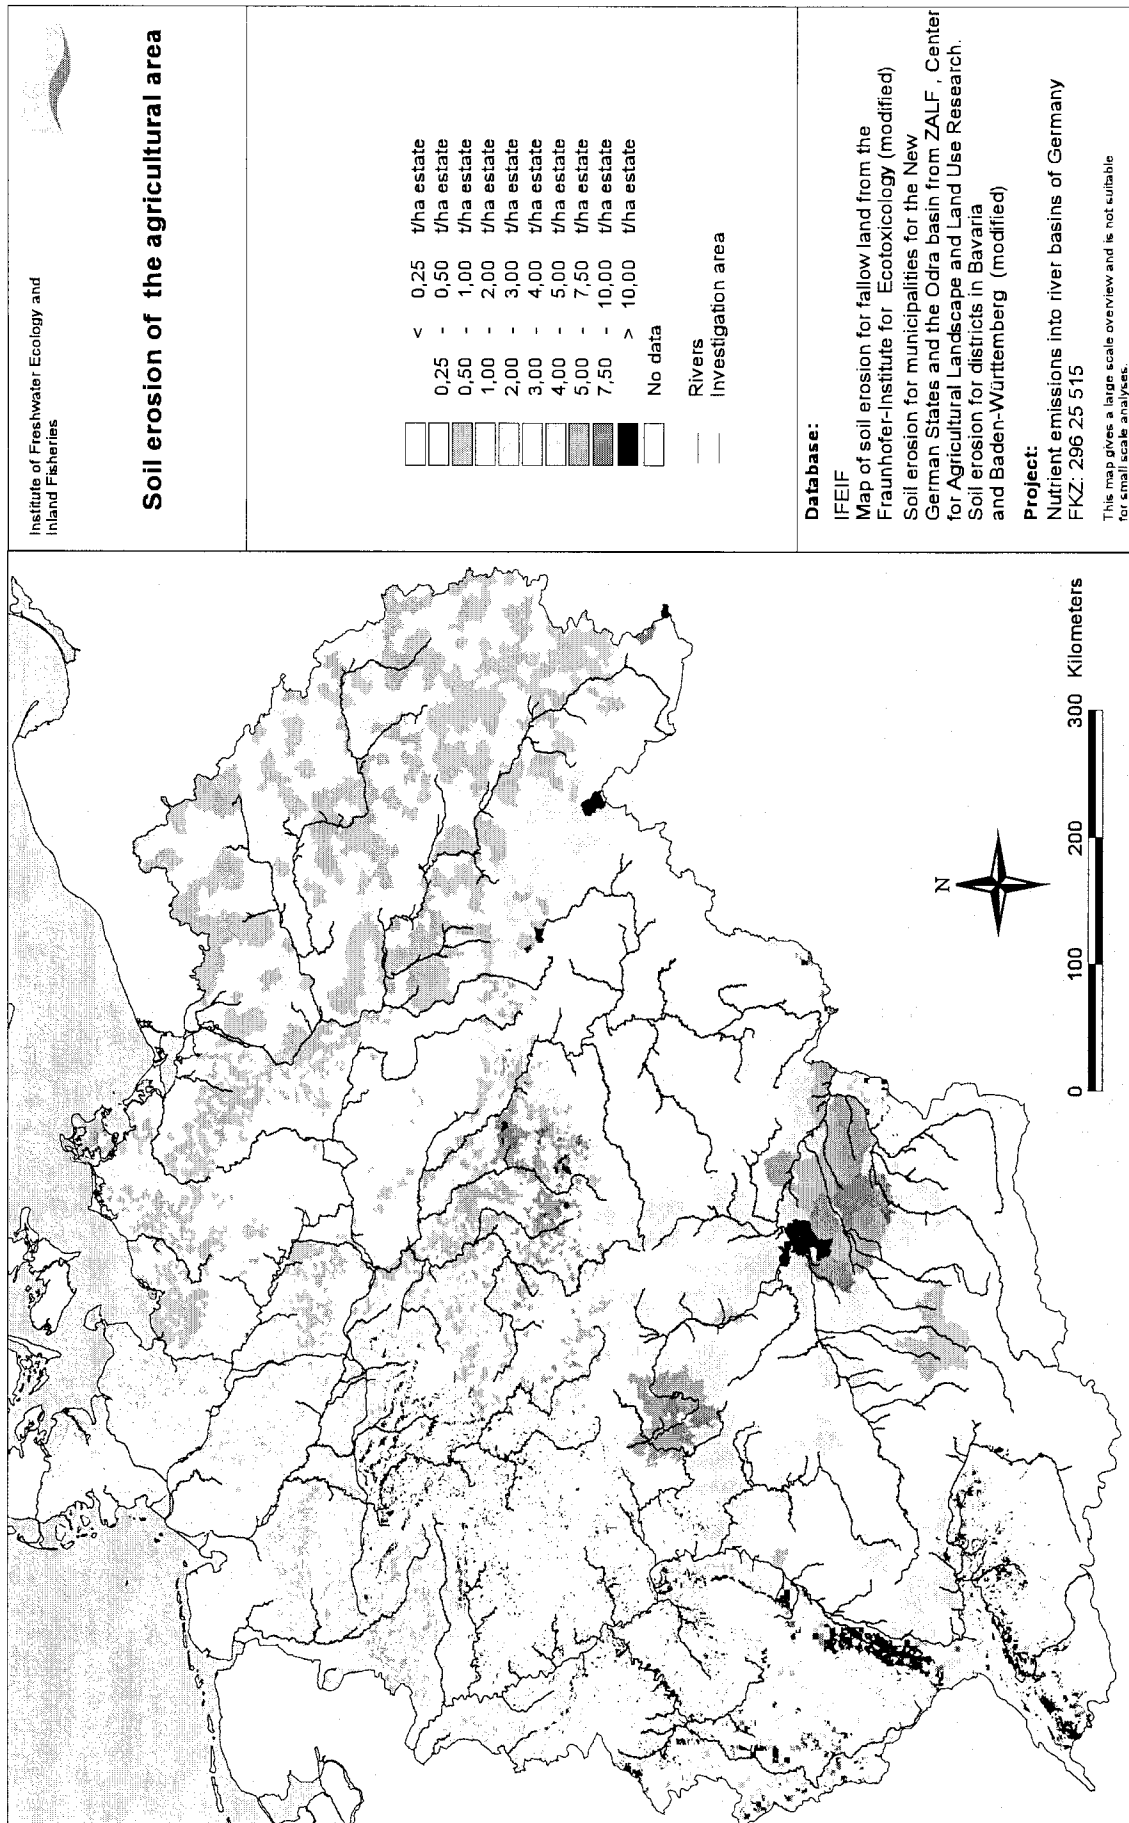 Institute of Freshwater Ecology and
Inland Fisheries
Soil erosion of the agricultural area
< 0,25 t/ha estate
0,25 - 0,50 t/ha estate
0,50 - 1,00 t/ha estate
1,00 - 2,00 t/ha estate
2,00 - 3,00 t/ha estate
3,00 - 4,00 t/ha estate
4,00 - 5,00 t/ha estate
5,00 - 7,50 t/ha estate
7,50 - 10,00 t/ha estate
> 10,00 t/ha estate
No data
Rivers
Investigation area
Database:
IFEIF
Map of soil erosion for fallow land from the
Fraunhofer-Institute for Ecotoxicology (modified)
Soil erosion for municipalities for the New
German States and the Odra basin from ZALF , Center
for Agricultural Landscape and Land Use Research.
Soil erosion for districts in Bavaria
and Baden-Württemberg (modified)
Project:
Nutrient emissions into river basins of Germany
FKZ: 296 25 515
This map gives a large scale overview and is not suitable
for small scale analyses.
N
0 100 200 300 Kilometers